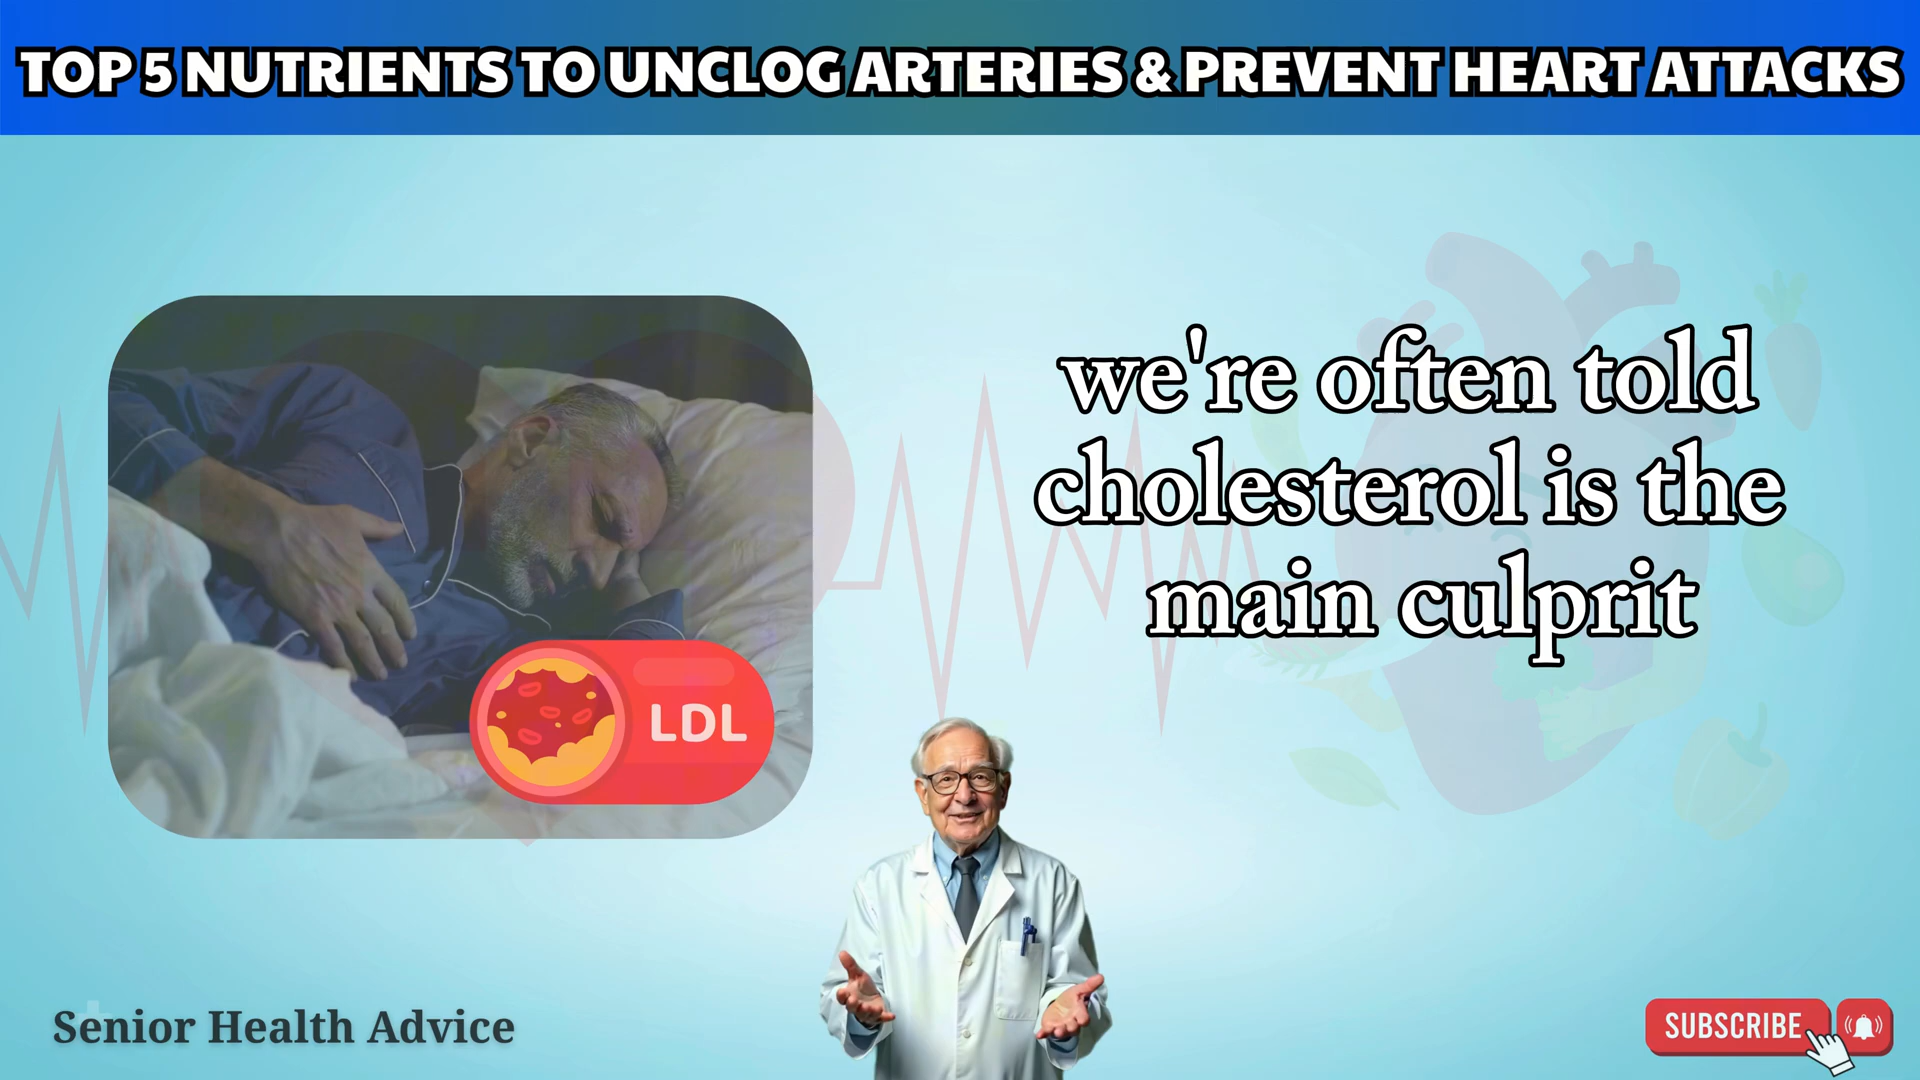 TOP 5 NUTRIENTS TO UNCLOG ARTERIES & PREVENT HEART ATTACKS
we're often told
cholesterol is the
main culprit
LDL
Senior Health Advice
SUBSCRIBE